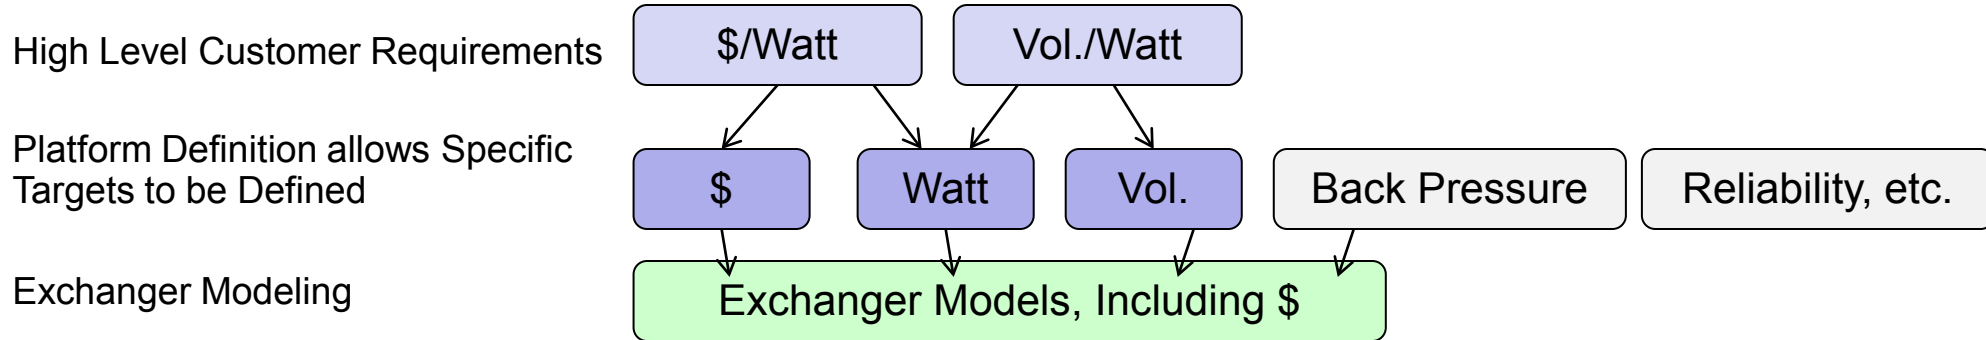 High Level Customer Requirements
$/Watt
Vol./Watt
Platform Definition allows Specific
Targets to be Defined
$
Watt
Vol.
Back Pressure
Reliability, etc.
Exchanger Modeling
Exchanger Models, Including $